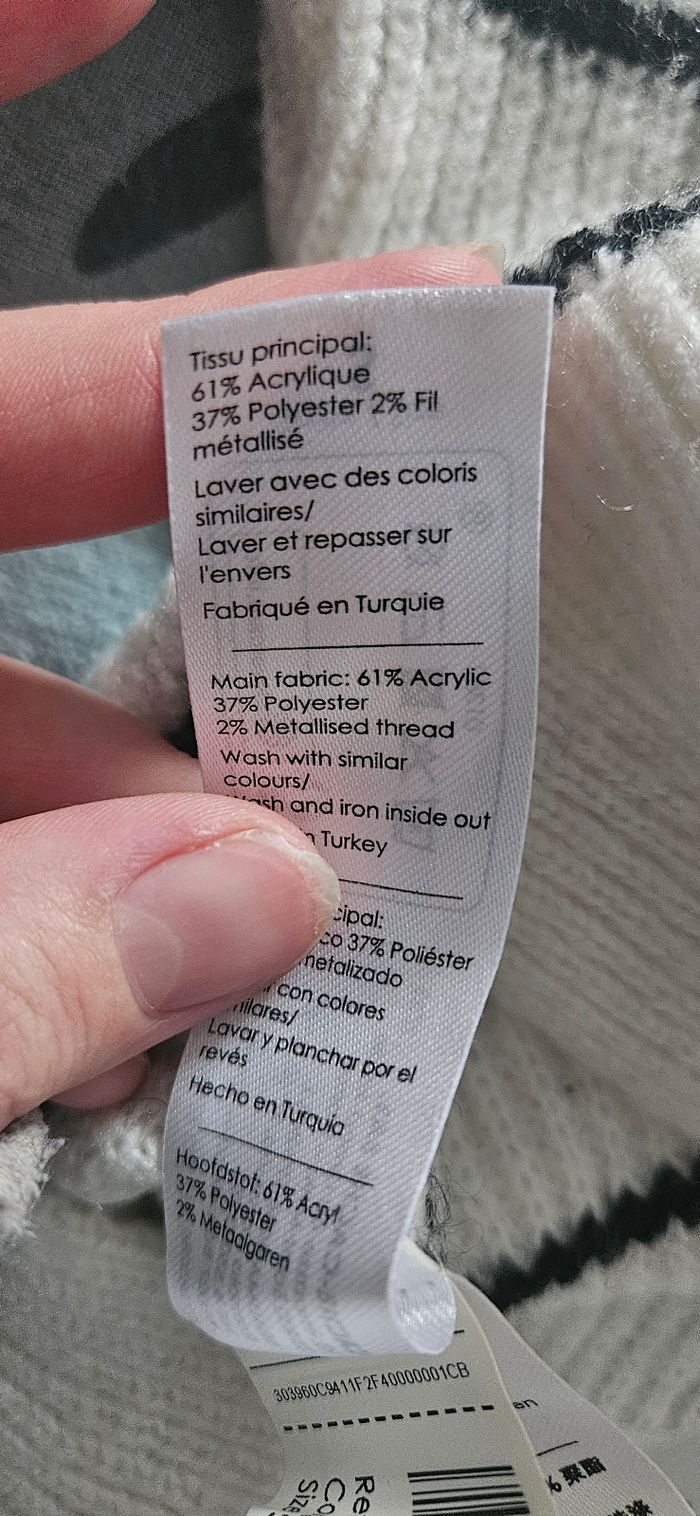 Tissu principal:
61% Acrylique
37% Polyester 2% Fil
métallisé
Laver avec des coloris
similaires/
Laver et repasser sur
l'envers
Fabriqué en Turquie
Main fabric: 61% Acrylic
37% Polyester
2% Metallised thread
Wash with similar
colours/
Wash and iron inside out
Turkey
37% Poliéster
metalizado
con colores
Lavar y planchar por el
revés
Hecho en Turquía
Hoofdstof: 61% Acryl
37% Polyester
2% Metaalgaren
303960C9411F2F40000001CB
% 聚酯